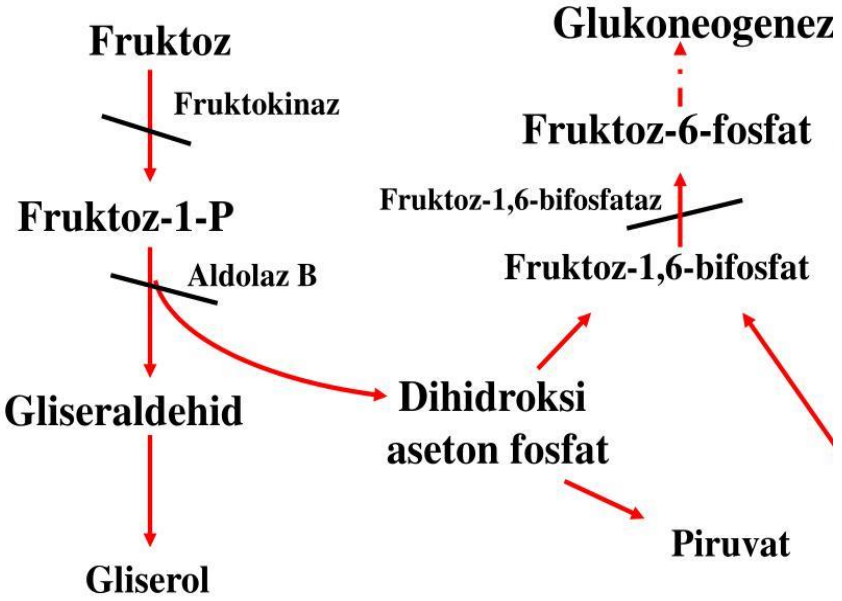 Fruktoz
Fruktokinaz
Fruktoz-1-P
Aldolaz B
Gliseraldehid
Gliserol
Dihidroksi
aseton fosfat
Piruvat
Glukoneogenez
Fruktoz-6-fosfat
Fruktoz-1,6-bifosfataz
Fruktoz-1,6-bifosfat